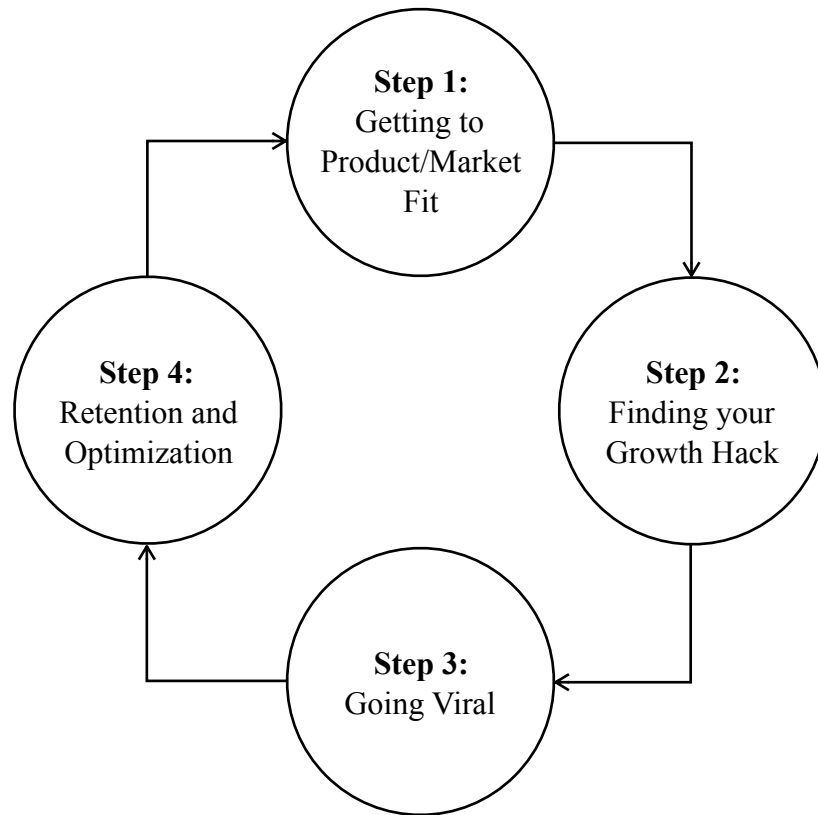 Step 1:
Getting to
Product/Market
Fit
Step 2:
Finding your
Growth Hack
Step 3:
Going Viral
Step 4:
Retention and
Optimization